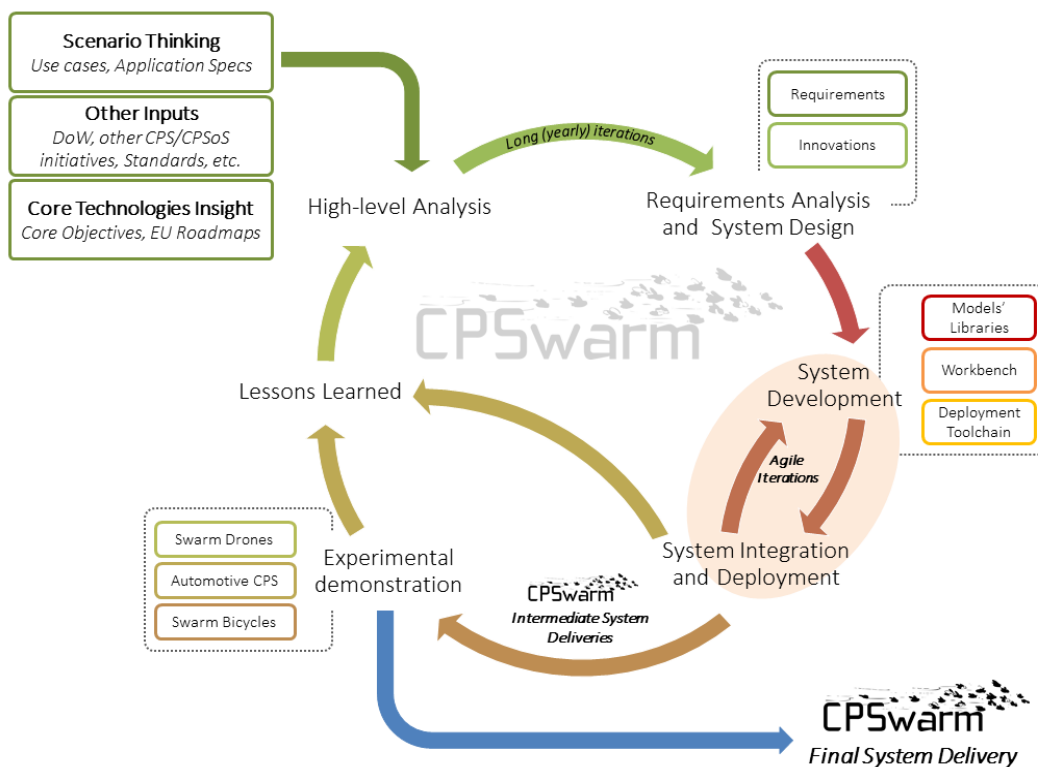 Scenario Thinking
Use cases, Application Specs
Other Inputs
DoW, other CPS/CPSoS
initiatives, Standards, etc.
Core Technologies Insight
Core Objectives, EU Roadmaps
Long (yearly) iterations
Requirements
Innovations
High-level Analysis
Requirements Analysis
and System Design
CPSwarm
Models'
Libraries
Workbench
Deployment
Toolchain
System
Development
Lessons Learned
Agile
Iterations
Swarm Drones
Automotive CPS
Swarm Bicycles
Experimental
demonstration
System Integration
and Deployment
CPSwarm
Intermediate System
Deliveries
CPSwarm
Final System Delivery